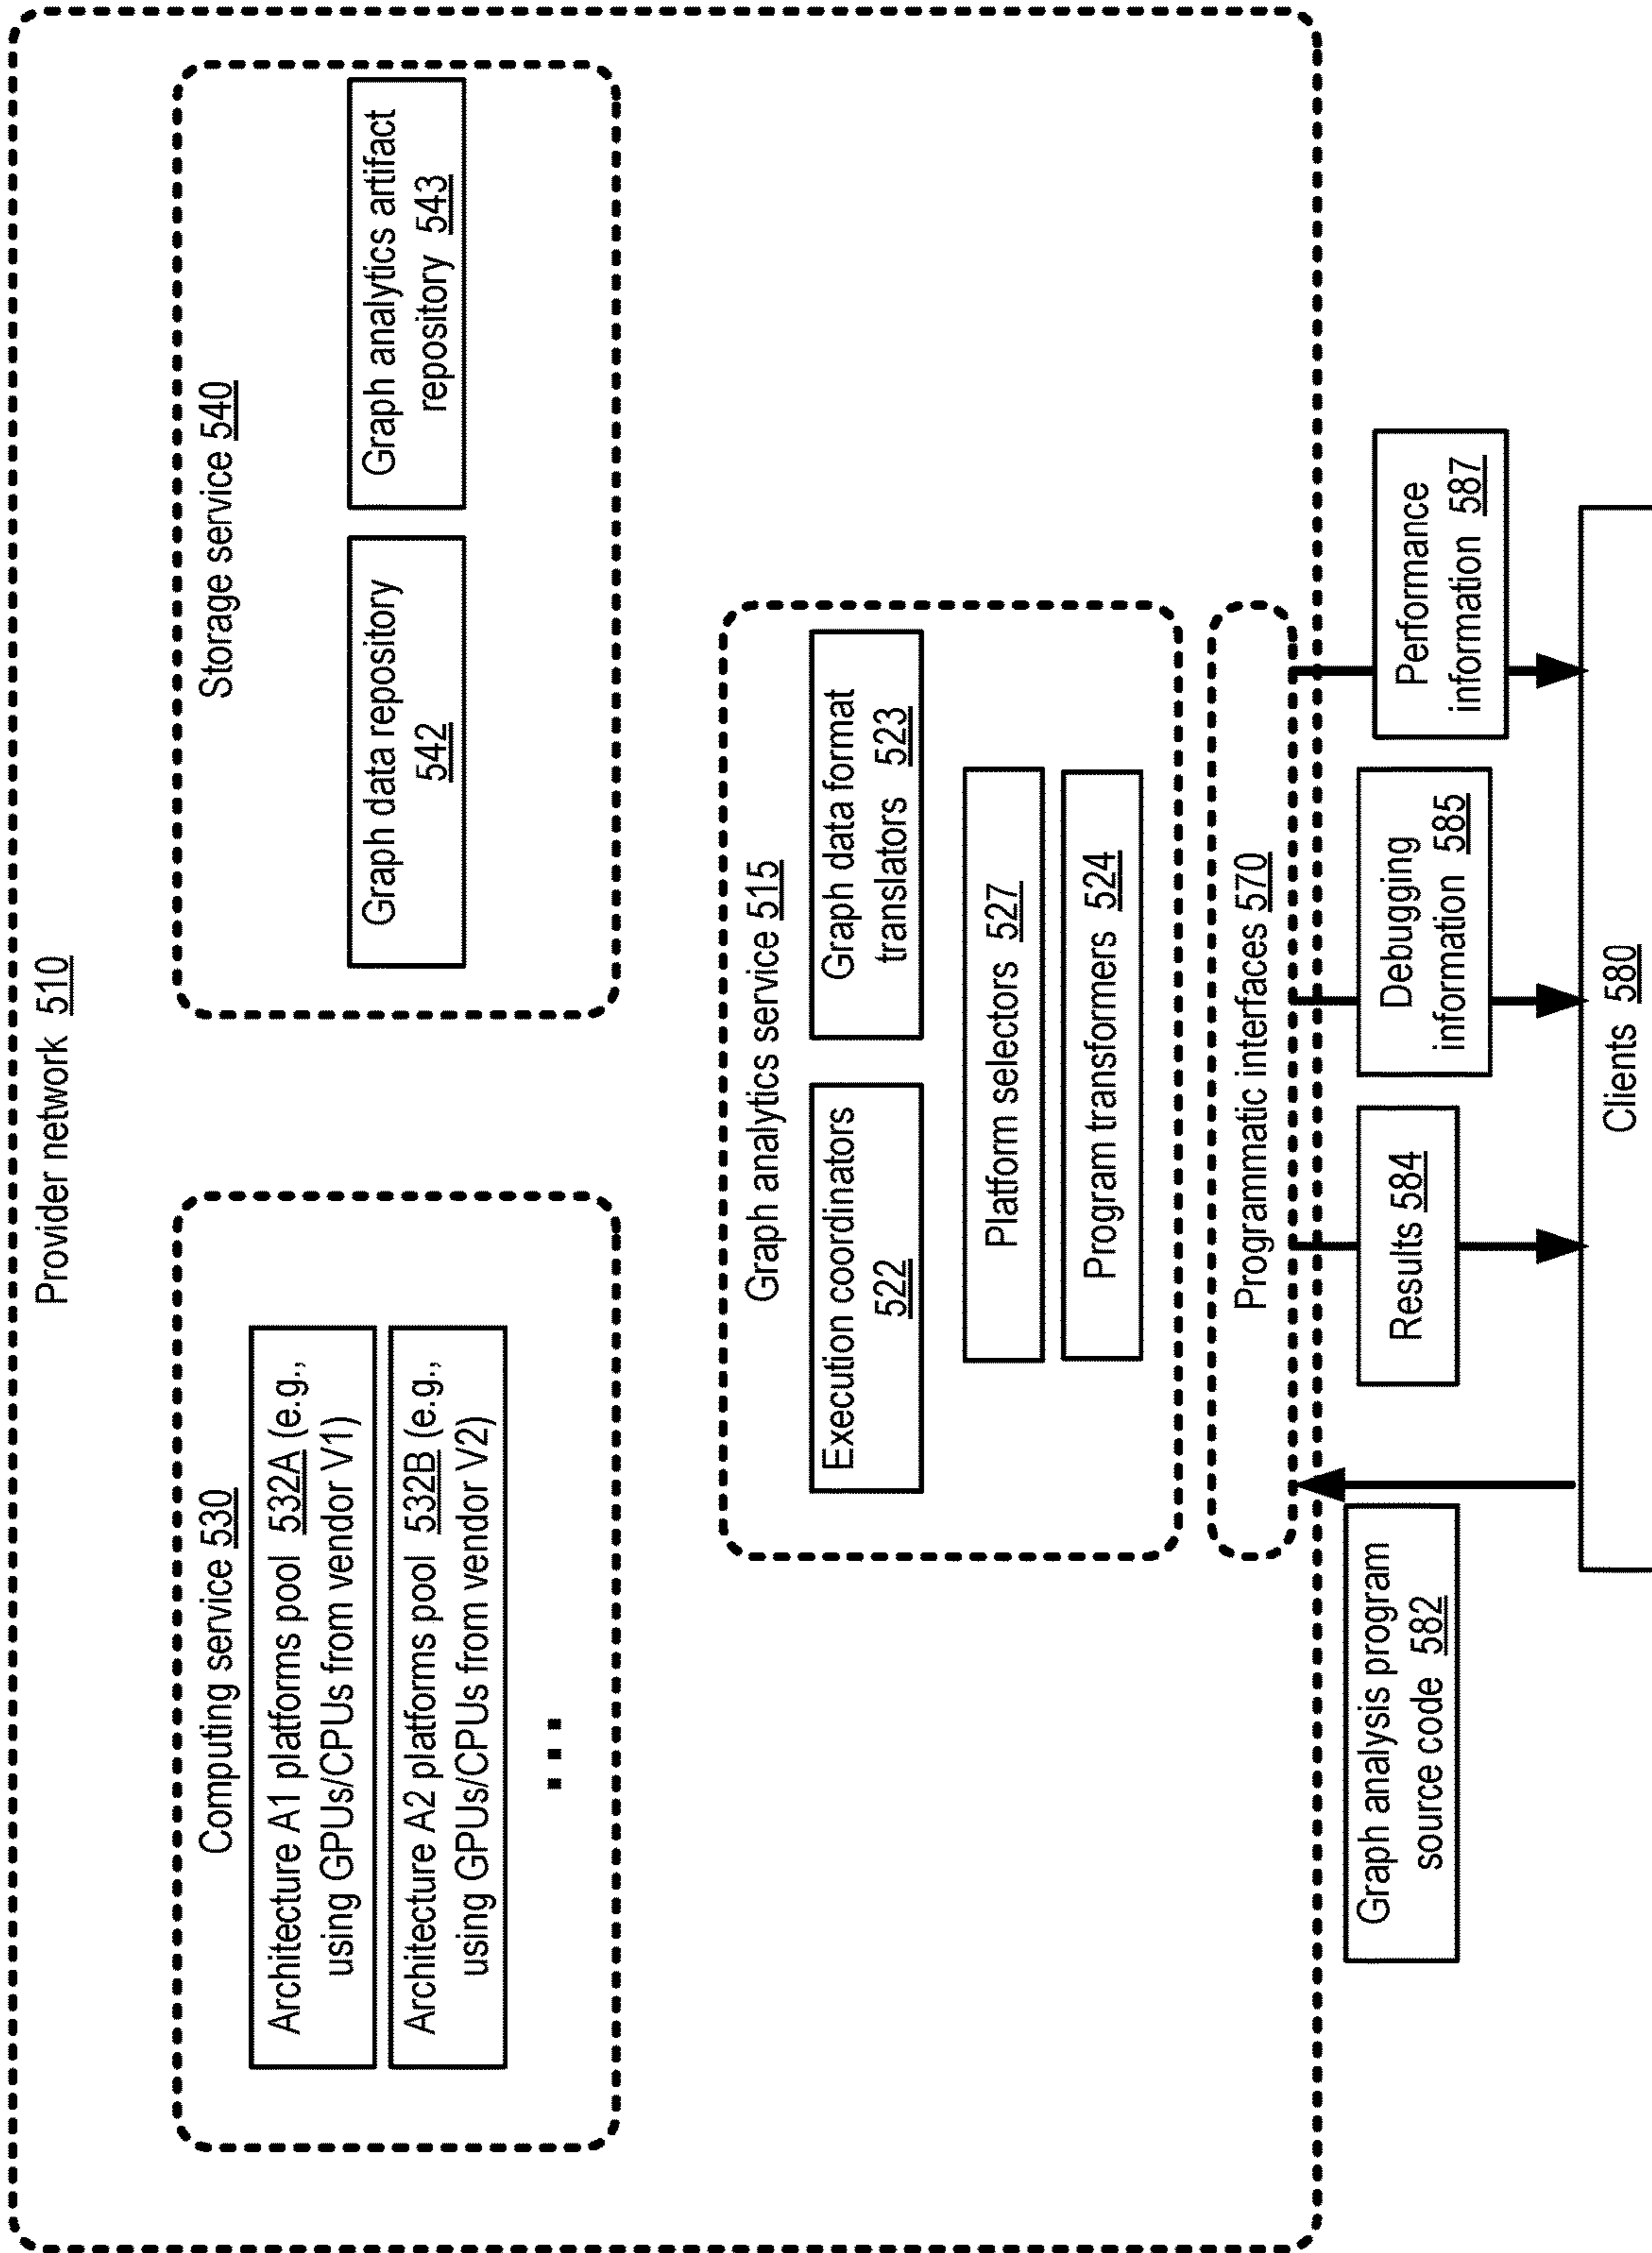 Provider network 510
Computing service 530
Architecture A1 platforms pool 532A (e.g.,
using GPUs/CPUs from vendor V1)
Architecture A2 platforms pool 532B (e.g.,
using GPUs/CPUs from vendor V2)
...
Storage service 540
Graph data repository
542
Graph analytics artifact
repository 543
Graph analytics service 515
Execution coordinators
522
Graph data format
translators 523
Platform selectors 527
Program transformers 524
Programmatic interfaces 570
Graph analysis program
source code 582
Results 584
Debugging
information 585
Performance
information 587
Clients 580